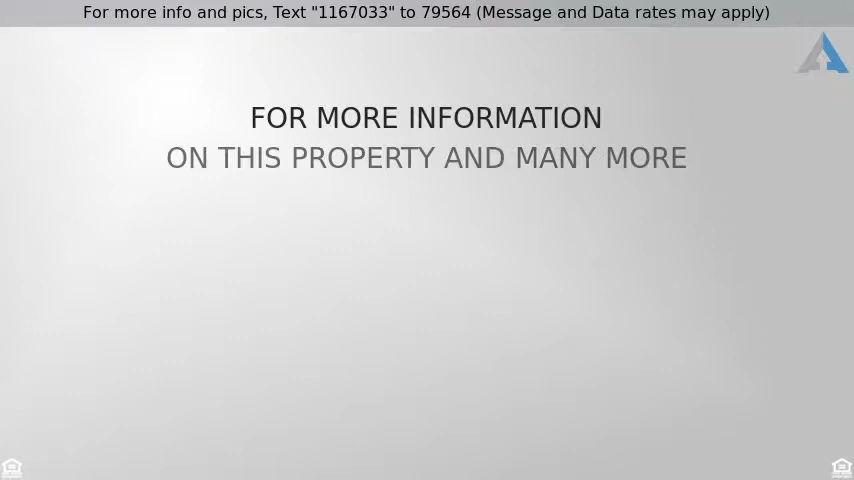 For more info and pics, Text "1167033" to 79564 (Message and Data rates may apply)
FOR MORE INFORMATION
ON THIS PROPERTY AND MANY MORE